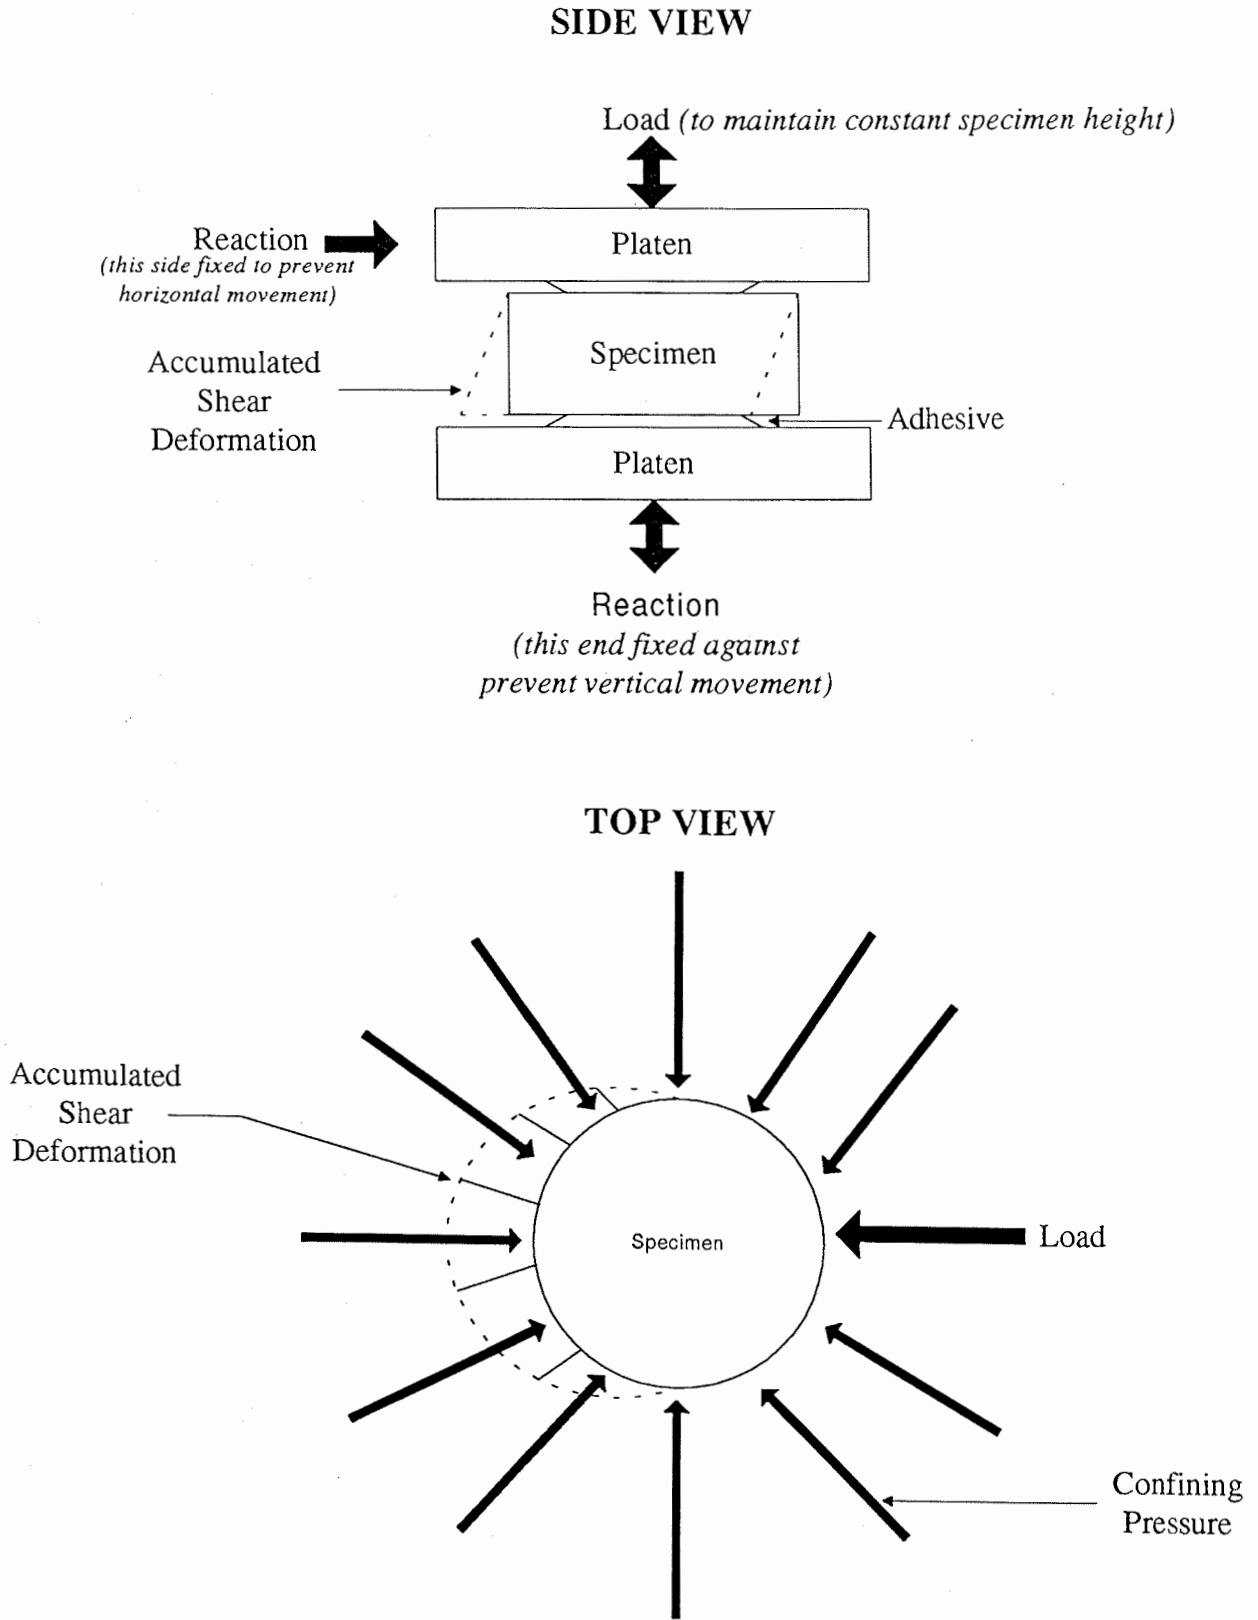 SIDE VIEW
Load (to maintain constant specimen height)
Reaction
(this side fixed to prevent
horizontal movement)
Platen
Specimen
Accumulated
Shear
Deformation
Adhesive
Platen
Reaction
(this end fixed against
prevent vertical movement)
TOP VIEW
Accumulated
Shear
Deformation
Specimen
Load
Confining
Pressure